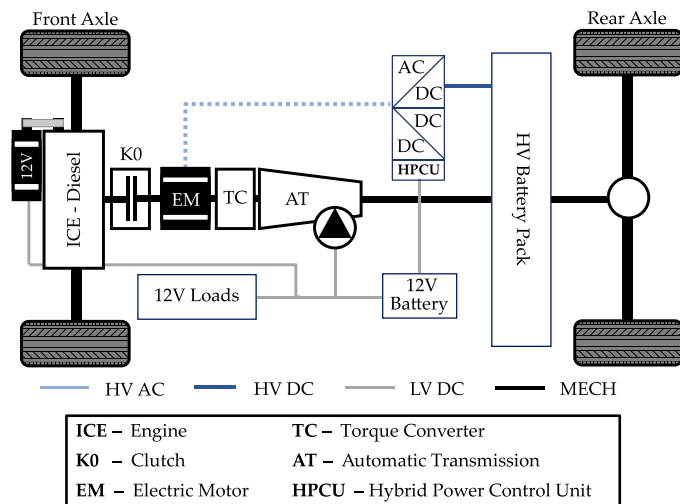 Front Axle
Rear Axle
12V
ICE - Diesel
K0
EM
TC
AT
AC
DC
DC
DC
HPCU
HV Battery Pack
12V Loads
12V
Battery
HV AC
HV DC
LV DC
MECH
ICE – Engine
TC – Torque Converter
K0 – Clutch
AT – Automatic Transmission
EM – Electric Motor
HPCU – Hybrid Power Control Unit